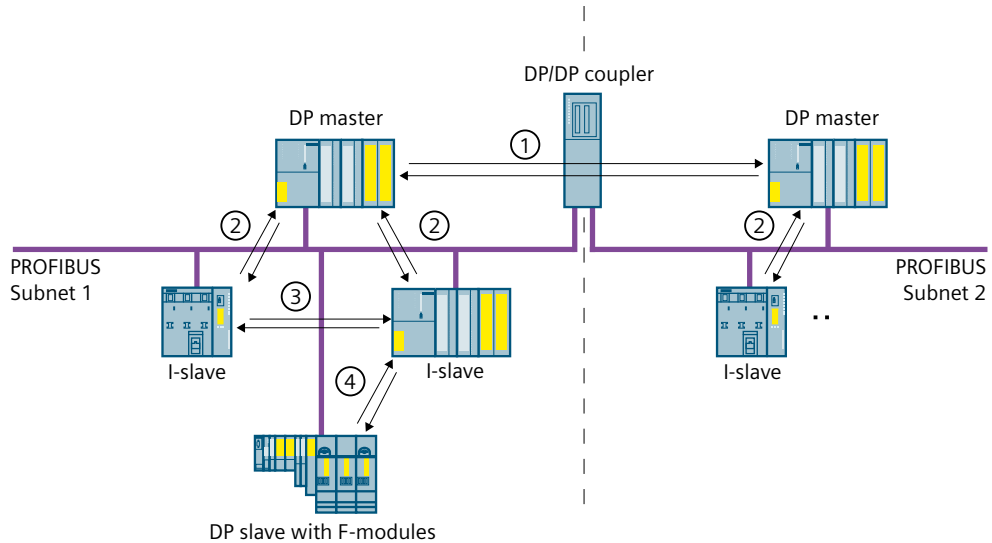 DP/DP coupler
DP master
DP master
1
2
2
2
PROFIBUS
Subnet 1
PROFIBUS
Subnet 2
3
I-slave
I-slave
I-slave
..
4
DP slave with F-modules